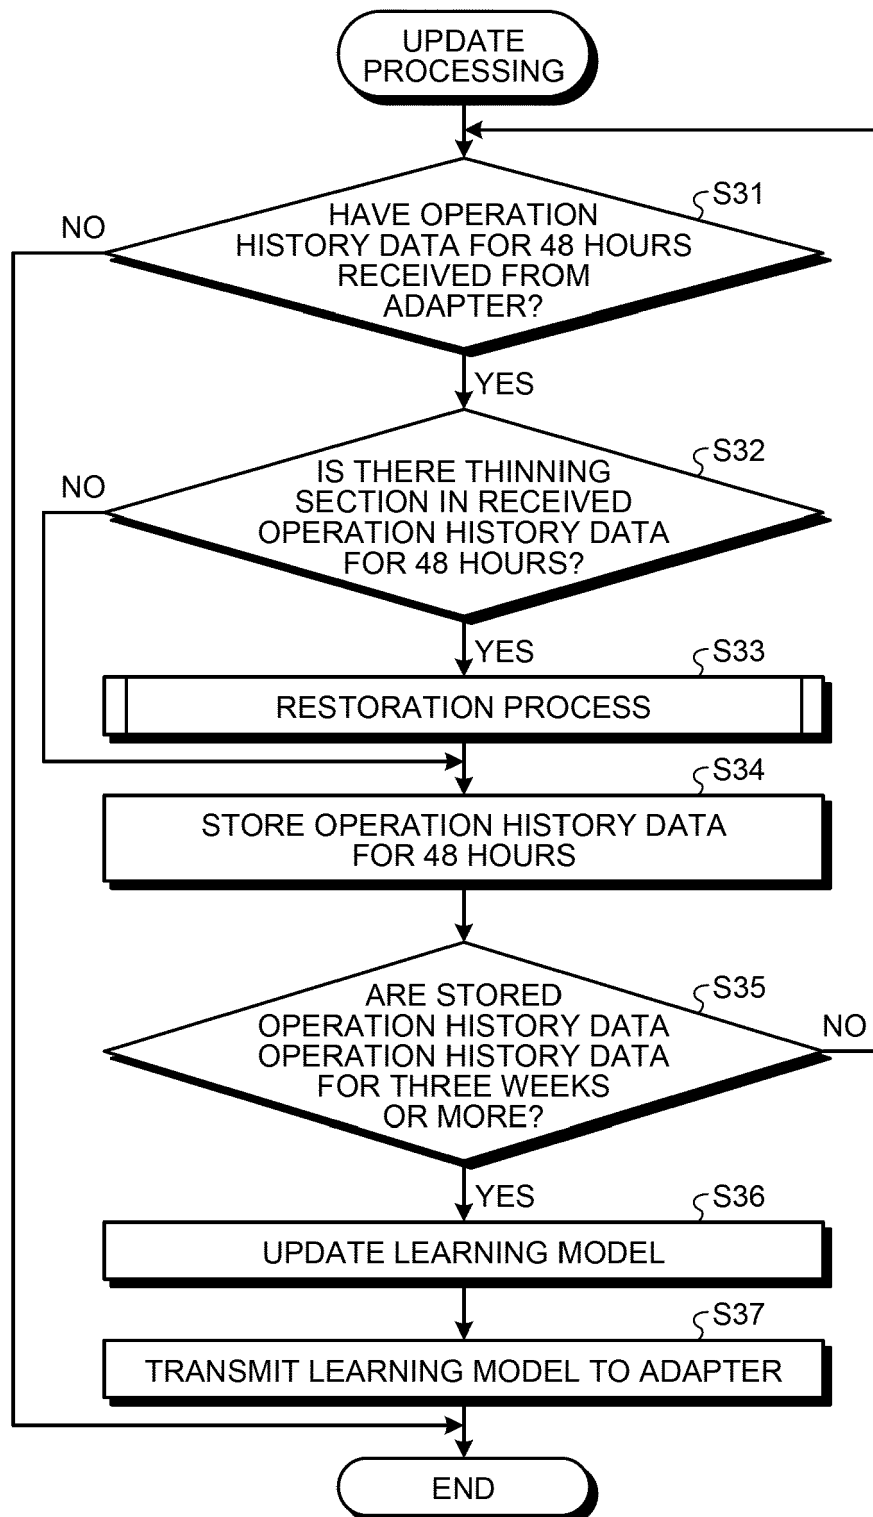 UPDATE
PROCESSING
S31
NO
HAVE OPERATION
HISTORY DATA FOR 48 HOURS
RECEIVED FROM
ADAPTER?
YES
S32
NO
IS THERE THINNING
SECTION IN RECEIVED
OPERATION HISTORY DATA
FOR 48 HOURS?
YES
S33
RESTORATION PROCESS
S34
STORE OPERATION HISTORY DATA
FOR 48 HOURS
S35
ARE STORED
OPERATION HISTORY DATA
OPERATION HISTORY DATA
FOR THREE WEEKS
OR MORE?
NO
YES
S36
UPDATE LEARNING MODEL
S37
TRANSMIT LEARNING MODEL TO ADAPTER
END